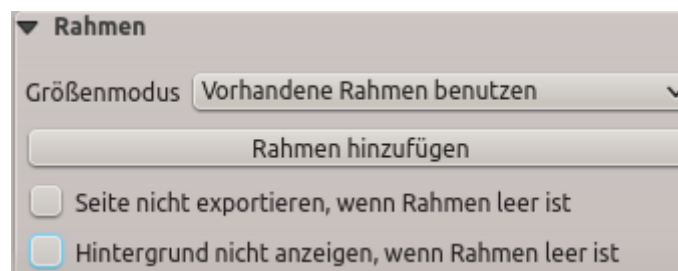 Rahmen
Größenmodus Vorhandene Rahmen benutzen
Rahmen hinzufügen
Seite nicht exportieren, wenn Rahmen leer ist
Hintergrund nicht anzeigen, wenn Rahmen leer ist